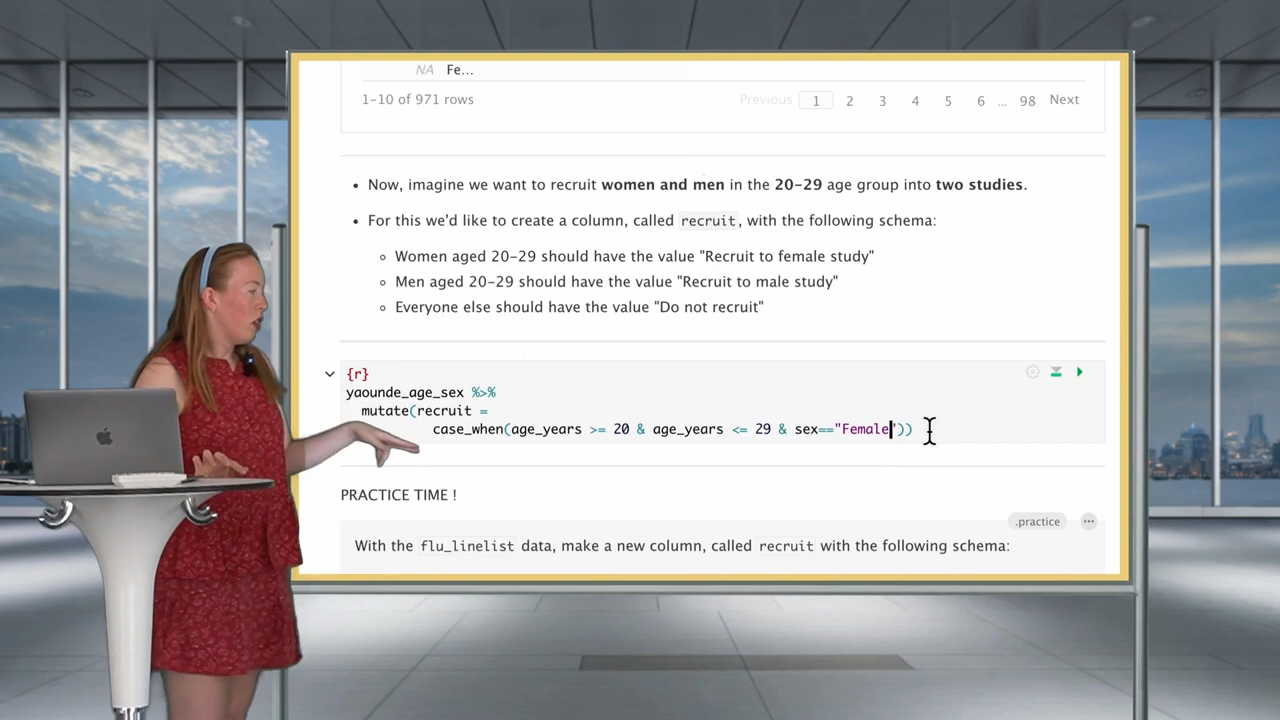 NA Fe...
1-10 of 971 rows Previous 1 2 3 4 5 6 ... 98 Next
• Now, imagine we want to recruit women and men in the 20-29 age group into two studies.
• For this we'd like to create a column, called recruit, with the following schema:
◦ Women aged 20-29 should have the value "Recruit to female study"
◦ Men aged 20-29 should have the value "Recruit to male study"
◦ Everyone else should have the value "Do not recruit"
{r}
yaounde_age_sex %>%
mutate(recruit =
case_when(age_years >= 20 & age_years <= 29 & sex=="Female"))
PRACTICE TIME !
.practice ...
With the flu_linelist data, make a new column, called recruit with the following schema: